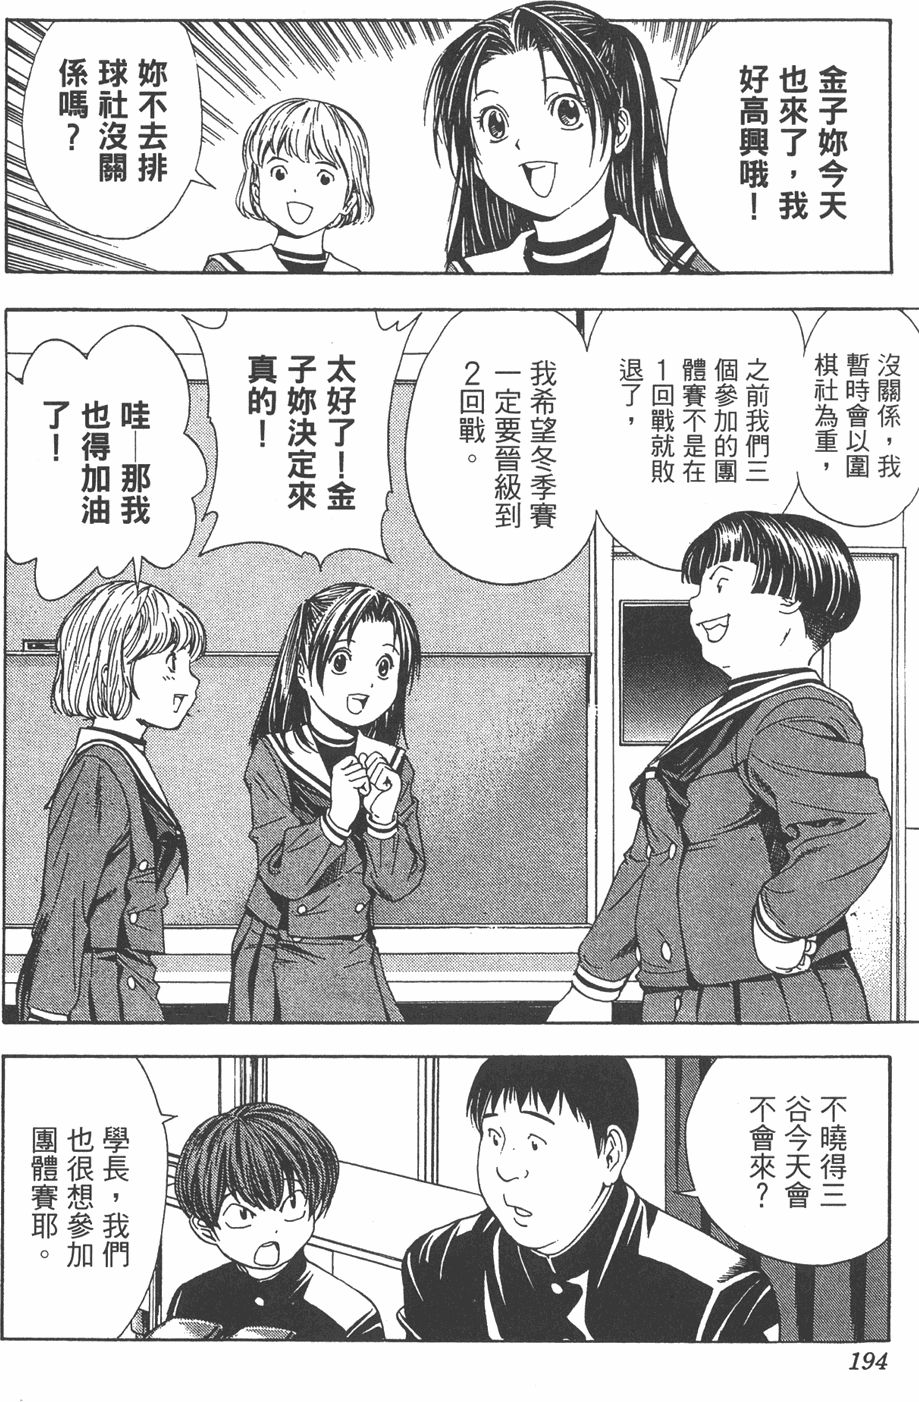 金子妳今天
也來了，我
好高興哦！
妳不去排
球社沒關
係嗎？
沒關係，我
暫時會以圍
棋社為重，
之前我們三
個參加的團
體賽不是在
1回戰就敗
退了，
我希望冬季賽
一定要晉級到
2回戰。
太好了！金
子妳決定來
真的！
哇─那我
也得加油
了！
不曉得三
谷今天會
不會來？
學長，我們
也很想參加
團體賽耶。
194